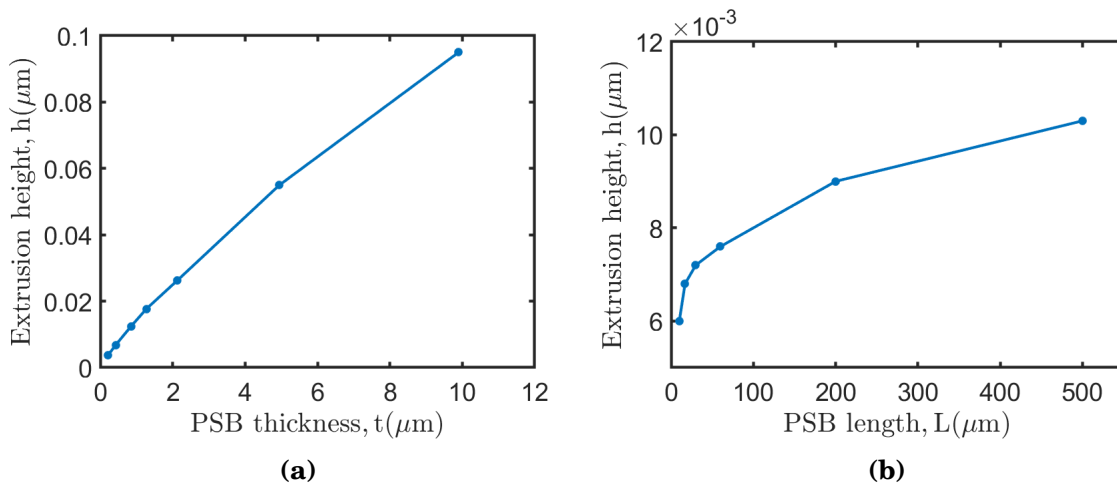 0.1
0.08
0.06
0.04
0.02
0
Extrusion height, h(μm)
0 2 4 6 8 10 12
PSB thickness, t(μm)
(a)
×10⁻³
12
10
8
6
Extrusion height, h(μm)
0 100 200 300 400 500
PSB length, L(μm)
(b)